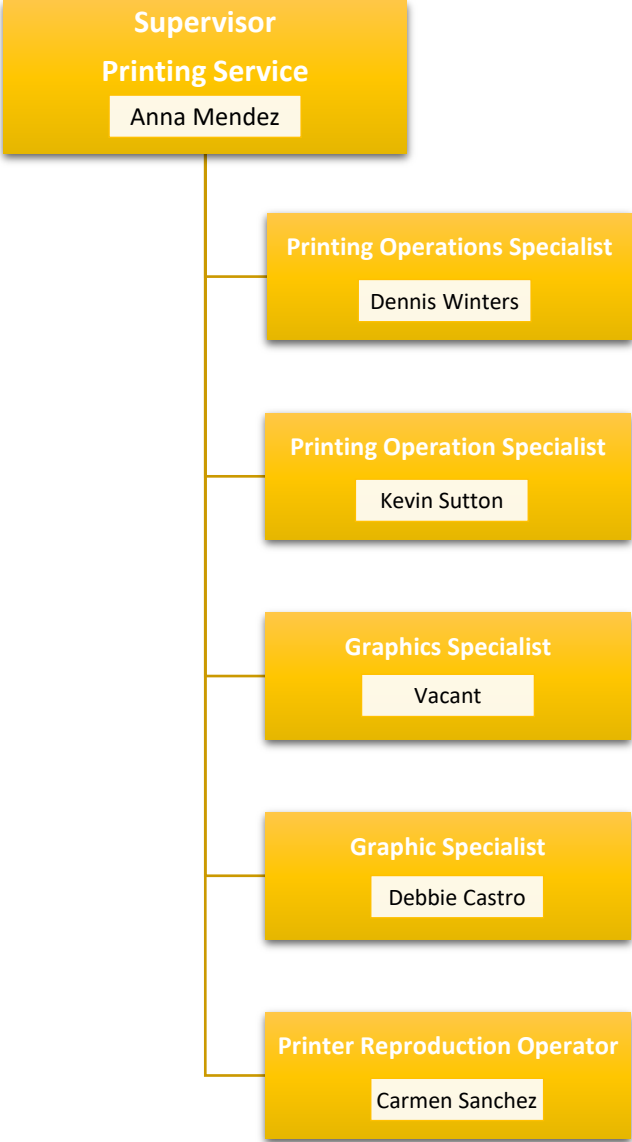 Supervisor
Printing Service
Anna Mendez
Printing Operations Specialist
Dennis Winters
Printing Operation Specialist
Kevin Sutton
Graphics Specialist
Vacant
Graphic Specialist
Debbie Castro
Printer Reproduction Operator
Carmen Sanchez